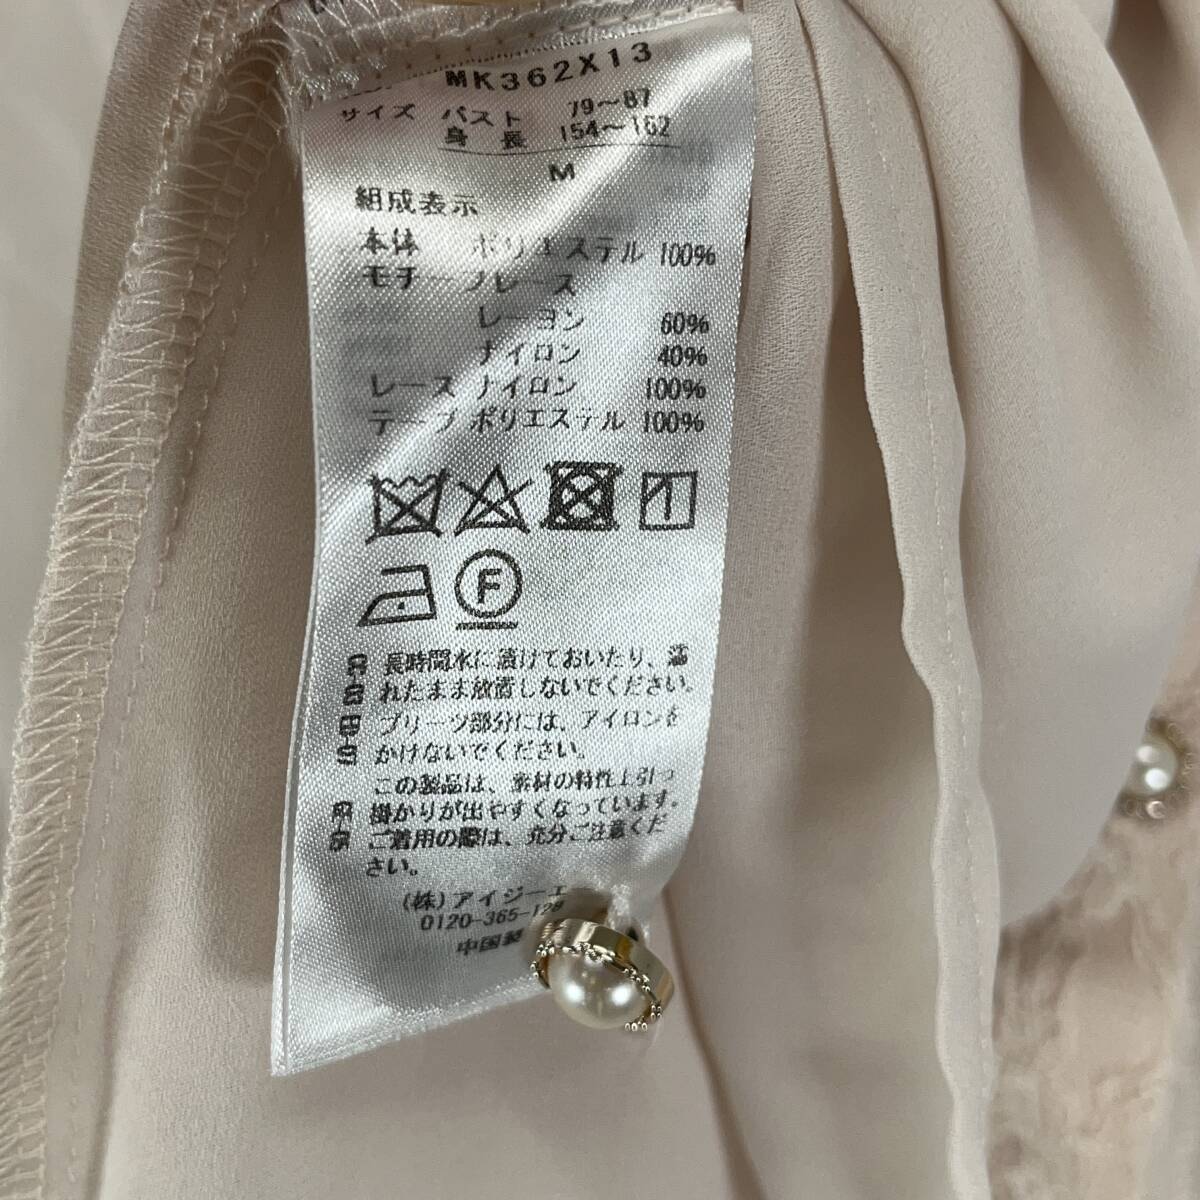 MK362X13
サイズ バスト 79～87
身長 154～162
M
組成表示
本体 ポリエステル 100%
モチーフレース
レーヨン 60%
ナイロン 40%
レース ナイロン 100%
テープ ポリエステル 100%
F
長時間水に漬けておいたり、濡
れたまま放置しないでください。
プリーツ部分には、アイロンを
かけないでください。
この製品は、素材の特性上引っ
掛かりが出やすくなっています。
ご着用の際は、充分ご注意くだ
さい。
(株)アイジーエ
0120-365-129
中国製